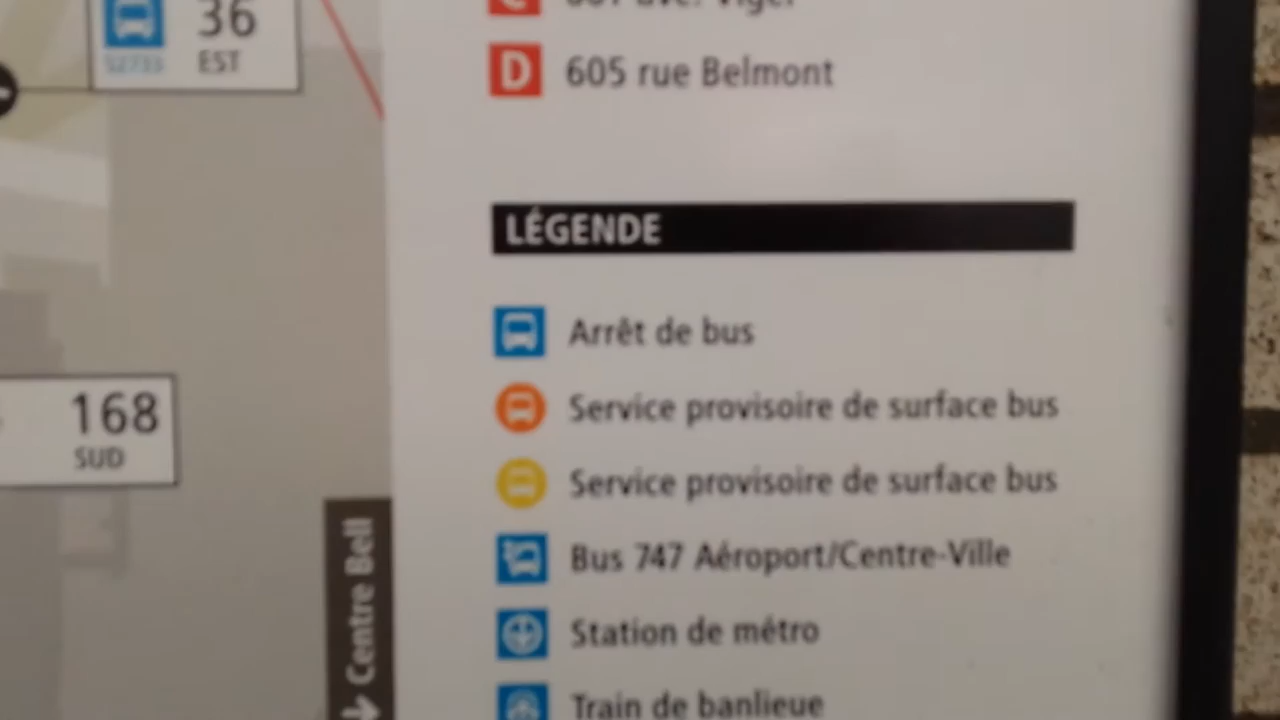 36
EST
52733
168
SUD
Centre Bell
D 605 rue Belmont
LÉGENDE
Arrêt de bus
Service provisoire de surface bus
Service provisoire de surface bus
Bus 747 Aéroport/Centre-Ville
Station de métro
Train de banlieue